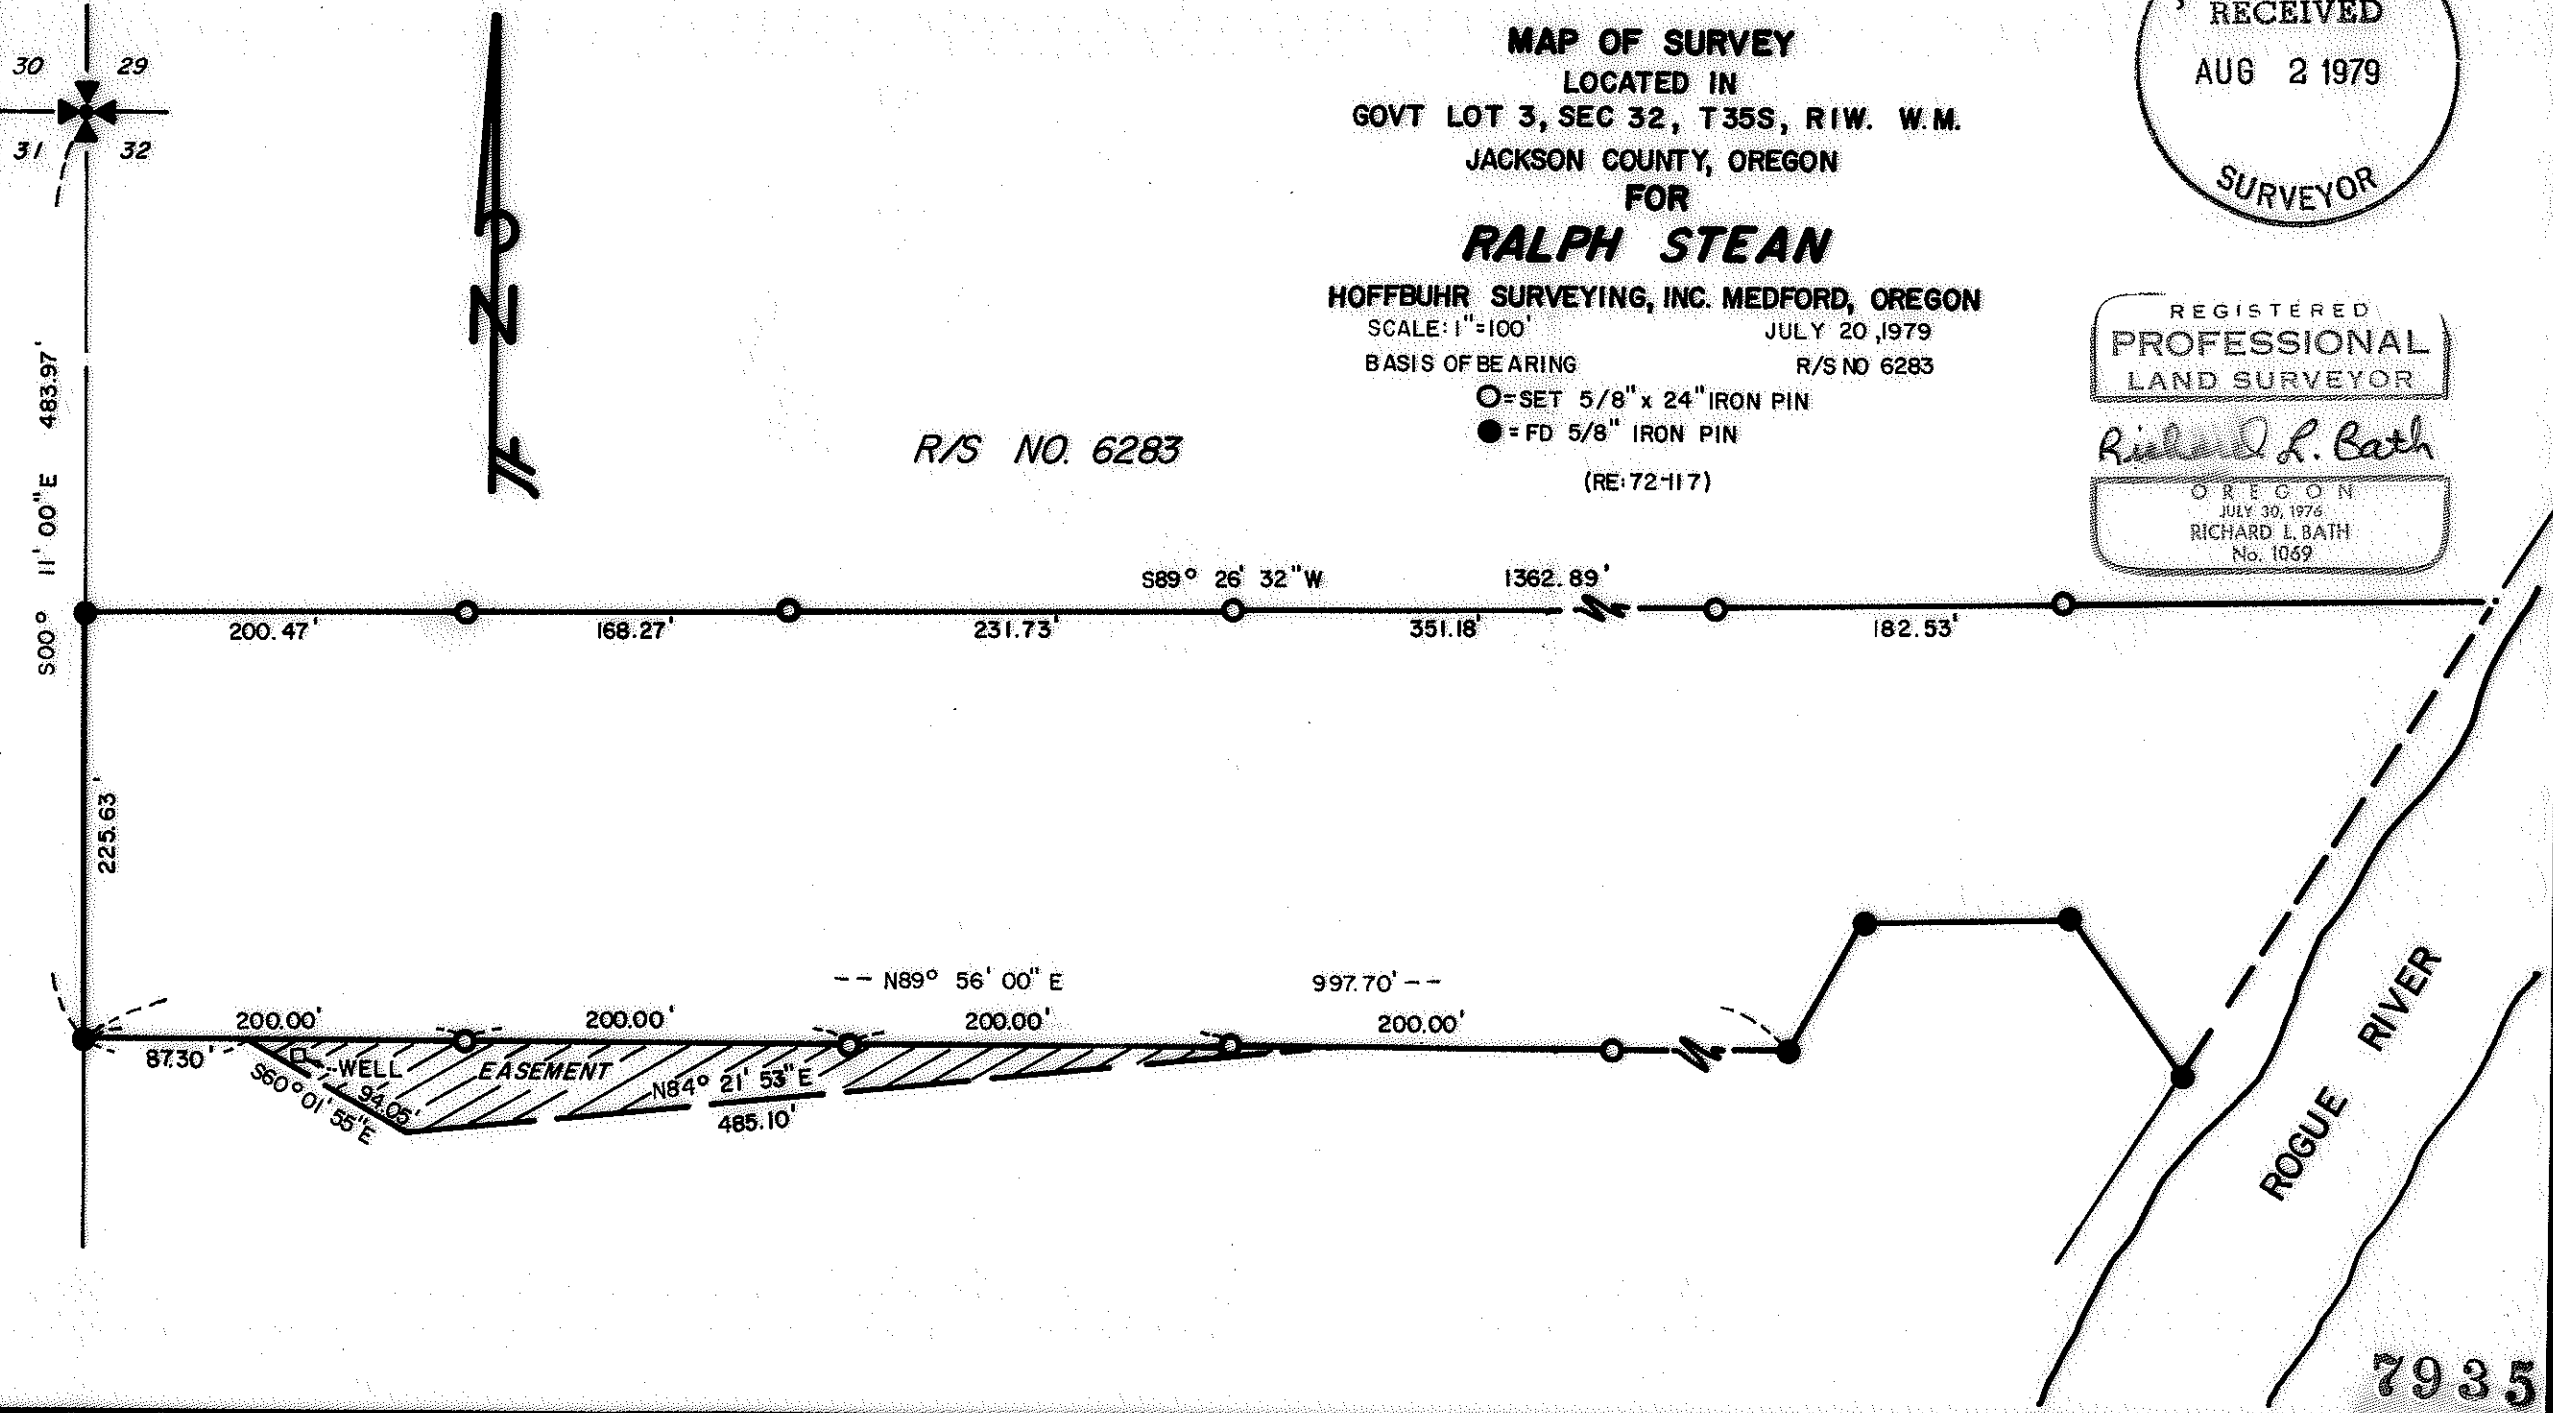 30 29
31 32
MAP OF SURVEY
LOCATED IN
GOVT LOT 3, SEC 32, T35S, R1W. W.M.
JACKSON COUNTY, OREGON
FOR
RALPH STEAN
HOFFBUHR SURVEYING, INC. MEDFORD, OREGON
SCALE: 1"=100' JULY 20, 1979
BASIS OF BEARING R/S NO 6283
O = SET 5/8" x 24" IRON PIN
● = FD 5/8" IRON PIN
(RE: 72-117)
RECEIVED
AUG 2 1979
SURVEYOR
REGISTERED
PROFESSIONAL
LAND SURVEYOR
Richard L. Bath
OREGON
JULY 30, 1976
RICHARD L. BATH
No. 1069
N
R/S NO. 6283
S00° 11' 00"E 483.97'
S89° 26' 32"W 1362.89'
200.47' 168.27' 231.73' 351.18' 182.53'
225.63'
-- N89° 56' 00" E 997.70' --
200.00' 200.00' 200.00' 200.00'
87.30'
WELL
EASEMENT
94.05'
S60° 01' 55"E
N84° 21' 53"E
485.10'
ROGUE RIVER
7935